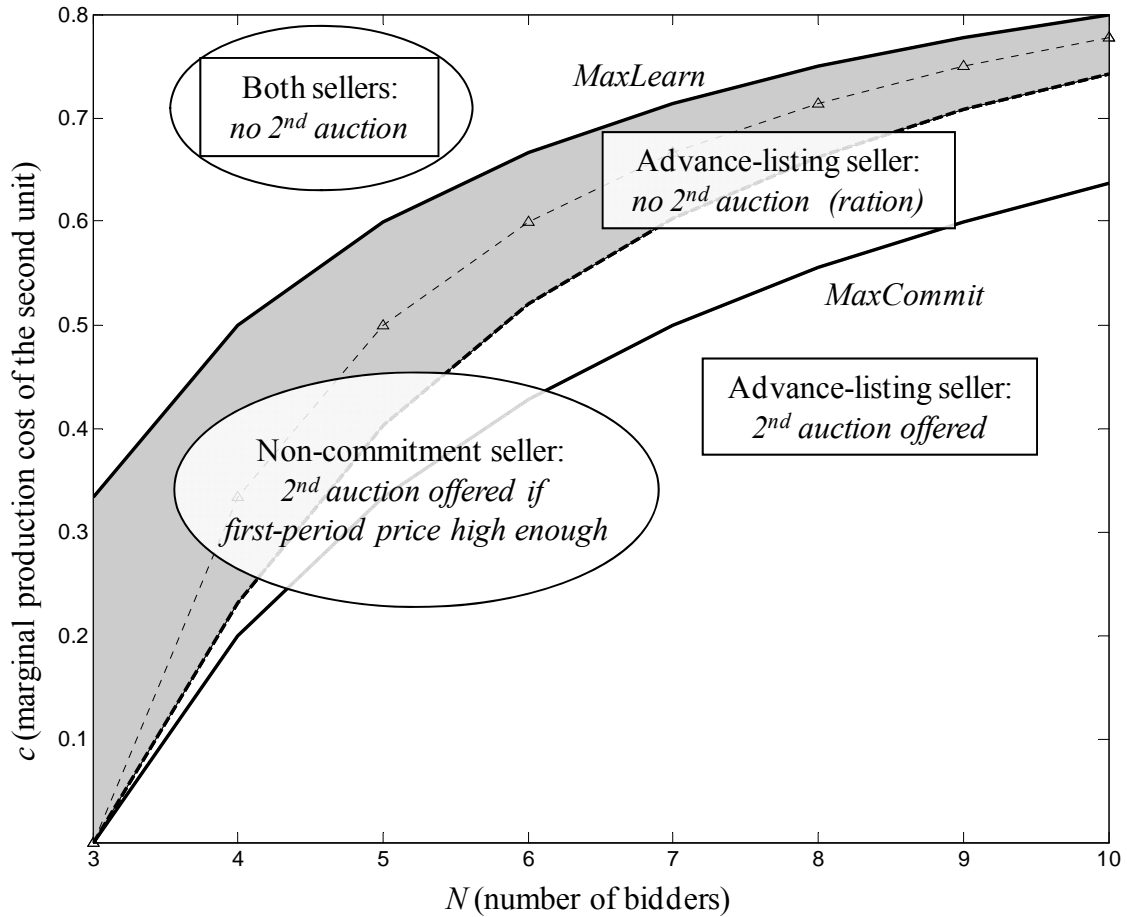 0.8
0.7
0.6
0.5
0.4
0.3
0.2
0.1
c (marginal production cost of the second unit)
Both sellers:
no 2nd auction
MaxLearn
Advance-listing seller:
no 2nd auction (ration)
MaxCommit
Advance-listing seller:
2nd auction offered
Non-commitment seller:
2nd auction offered if
first-period price high enough
3 4 5 6 7 8 9 10
N (number of bidders)